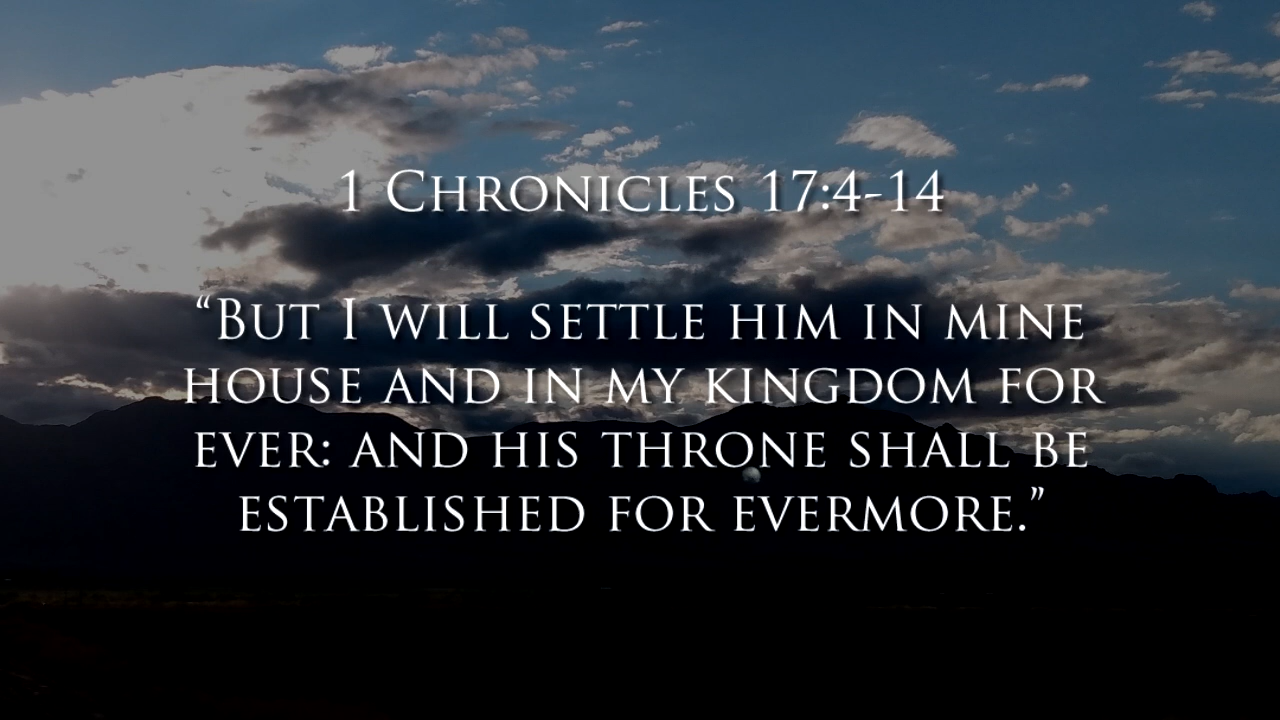 1 Chronicles 17:4-14
“But I will settle him in mine
house and in my kingdom for
ever: and his throne shall be
established for evermore.”